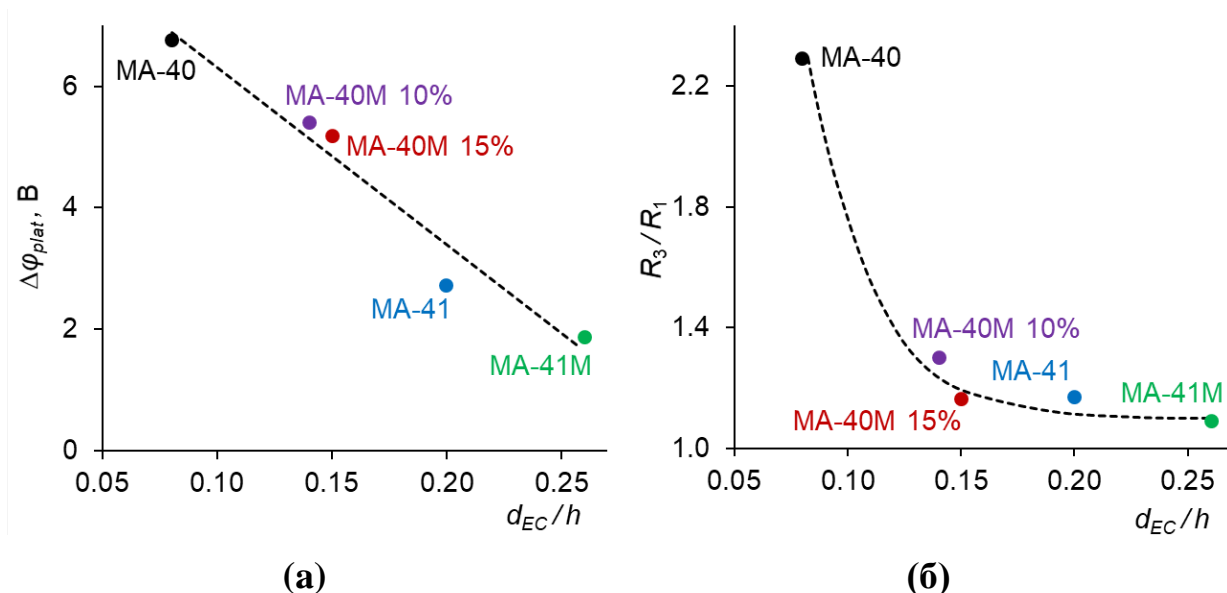 6
4
2
0
0.05 0.10 0.15 0.20 0.25
Δφplat, В
dEC/h
MA-40
MA-40M 10%
MA-40M 15%
MA-41
MA-41M
(а)
2.2
1.8
1.4
1.0
0.05 0.10 0.15 0.20 0.25
R3/R1
dEC/h
MA-40
MA-40M 10%
MA-41
MA-41M
MA-40M 15%
(б)